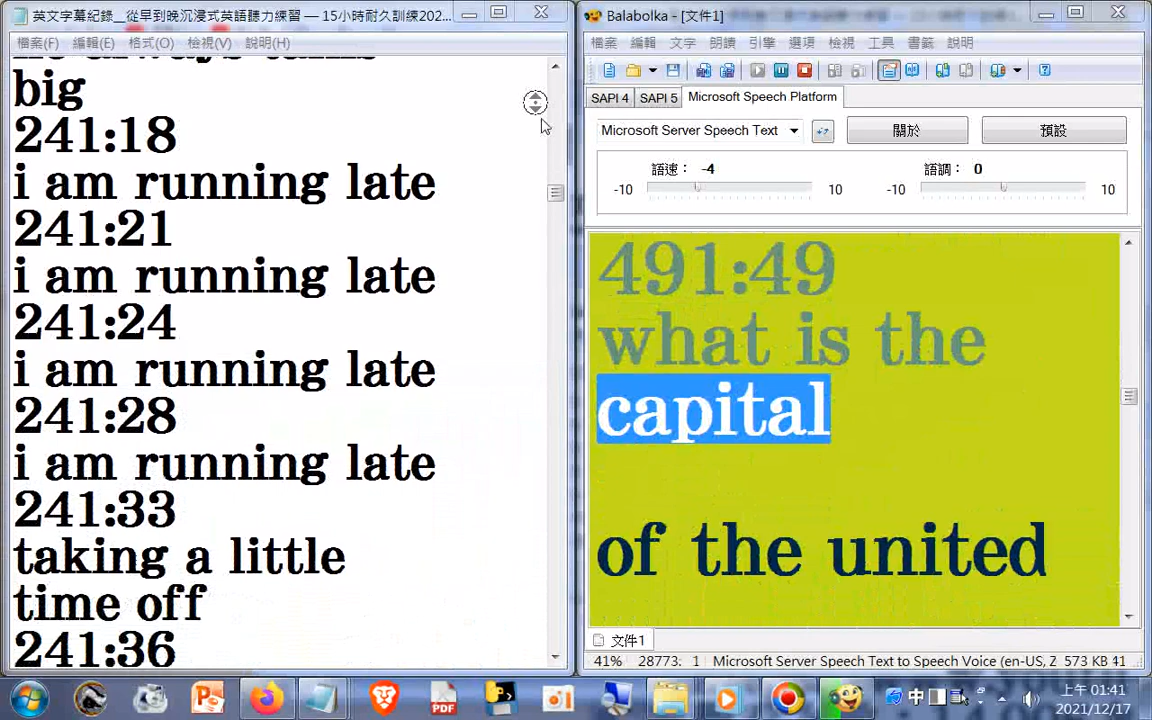 英文字幕紀錄__從早到晚沉浸式英語聽力練習 — 15小時耐久訓練202...
檔案(F) 編輯(E) 格式(O) 檢視(V) 說明(H)
big
241:18
i am running late
241:21
i am running late
241:24
i am running late
241:28
i am running late
241:33
taking a little
time off
241:36
Balabolka - [文件1]
檔案 編輯 文字 朗讀 引擎 選項 檢視 工具 書籤 說明
SAPI 4 SAPI 5 Microsoft Speech Platform
Microsoft Server Speech Text 關於 預設
語速： -4 語調： 0
-10 10 -10 10
491:49
what is the
capital
of the united
文件1
41% 28773: 1 Microsoft Server Speech Text to Speech Voice (en-US, 2 573 KB
中
上午 01:41
2021/12/17